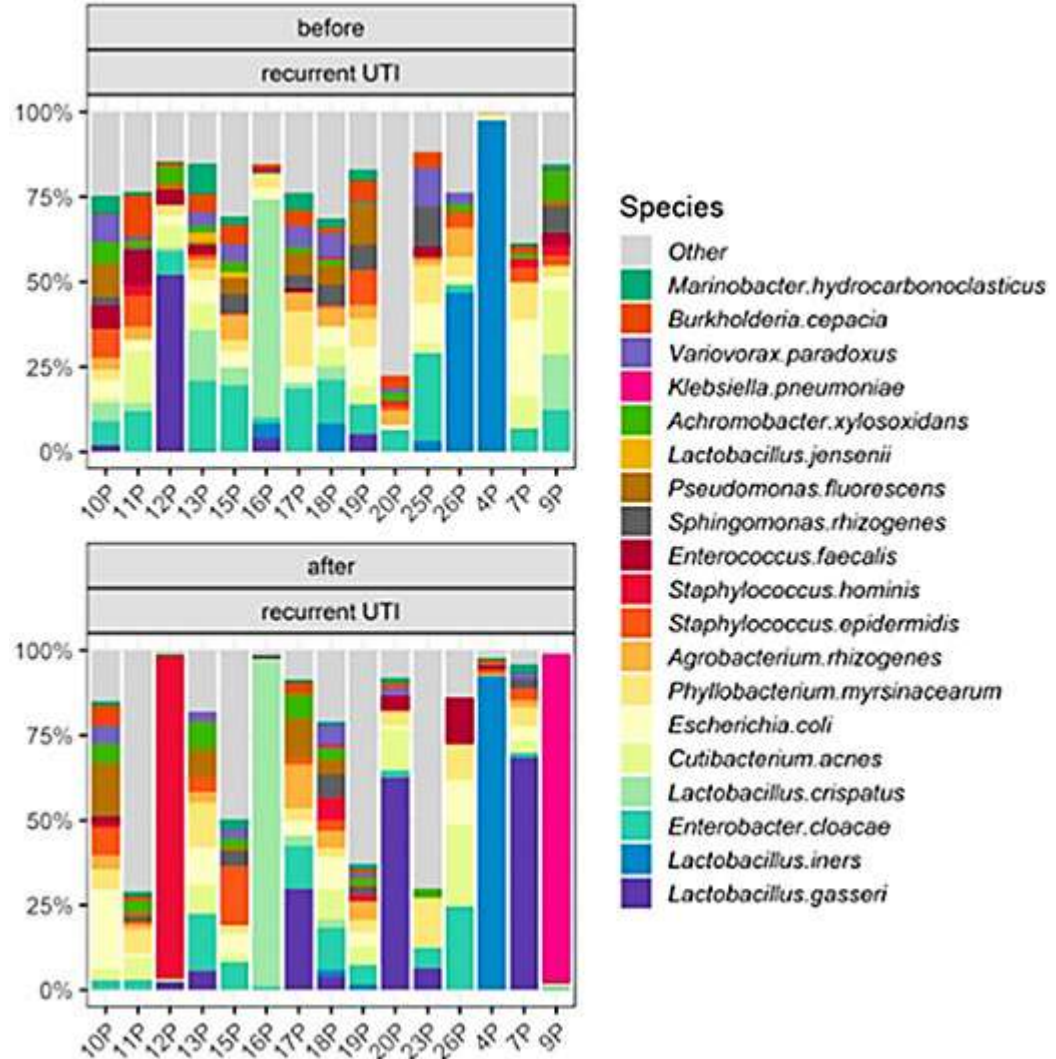 before
recurrent UTI
100%
75%
50%
25%
0%
10P 11P 12P 13P 15P 16P 17P 18P 19P 20P 25P 26P 4P 7P 9P
after
recurrent UTI
100%
75%
50%
25%
0%
10P 11P 12P 13P 15P 16P 17P 18P 19P 20P 23P 26P 4P 7P 9P
Species
Other
Marinobacter.hydrocarbonoclasticus
Burkholderia.cepacia
Variovorax.paradoxus
Klebsiella.pneumoniae
Achromobacter.xylosoxidans
Lactobacillus.jensenii
Pseudomonas.fluorescens
Sphingomonas.rhizogenes
Enterococcus.faecalis
Staphylococcus.hominis
Staphylococcus.epidermidis
Agrobacterium.rhizogenes
Phyllobacterium.myrsinacearum
Escherichia.coli
Cutibacterium.acnes
Lactobacillus.crispatus
Enterobacter.cloacae
Lactobacillus.iners
Lactobacillus.gasseri